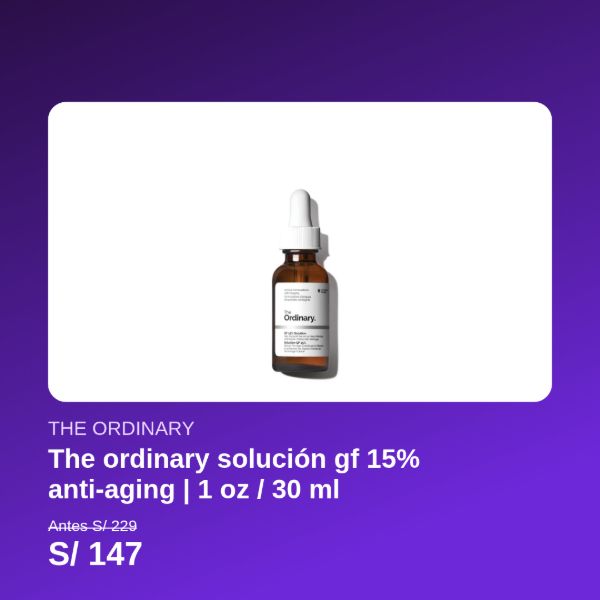 The
Ordinary.
THE ORDINARY
The ordinary solución gf 15%
anti-aging | 1 oz / 30 ml
Antes S/ 229
S/ 147